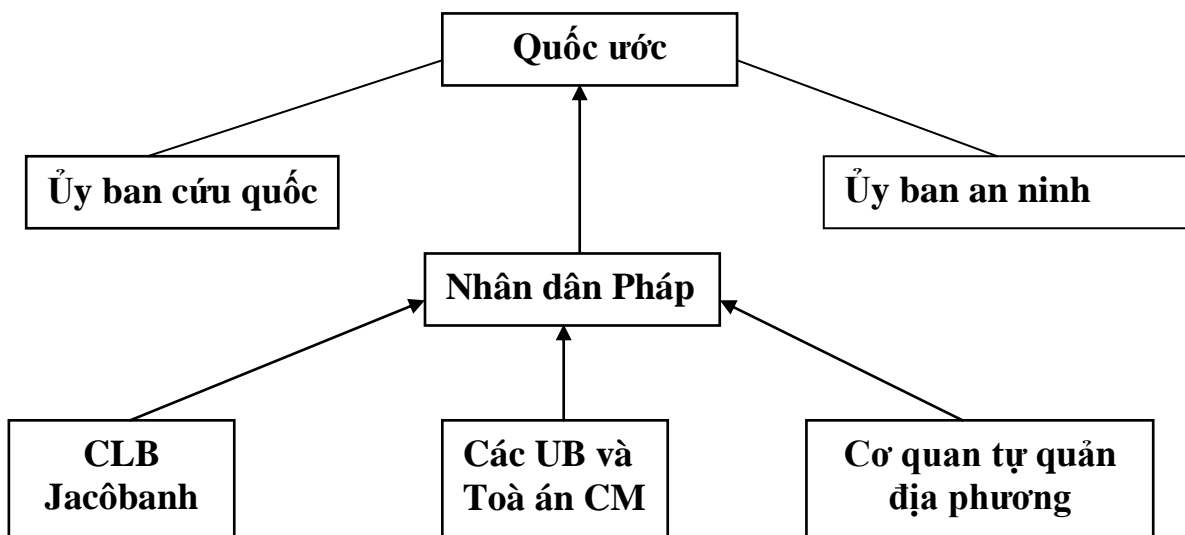 Quốc ước
Ủy ban cứu quốc
Ủy ban an ninh
Nhân dân Pháp
CLB
Jacôbanh
Các UB và
Toà án CM
Cơ quan tự quản
địa phương